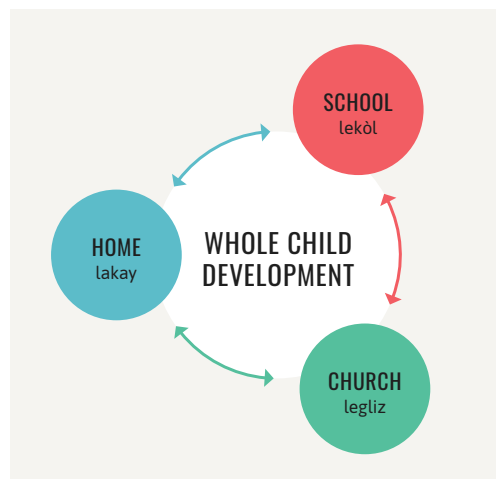 SCHOOL
lekòl
HOME
lakay
WHOLE CHILD
DEVELOPMENT
CHURCH
legliz